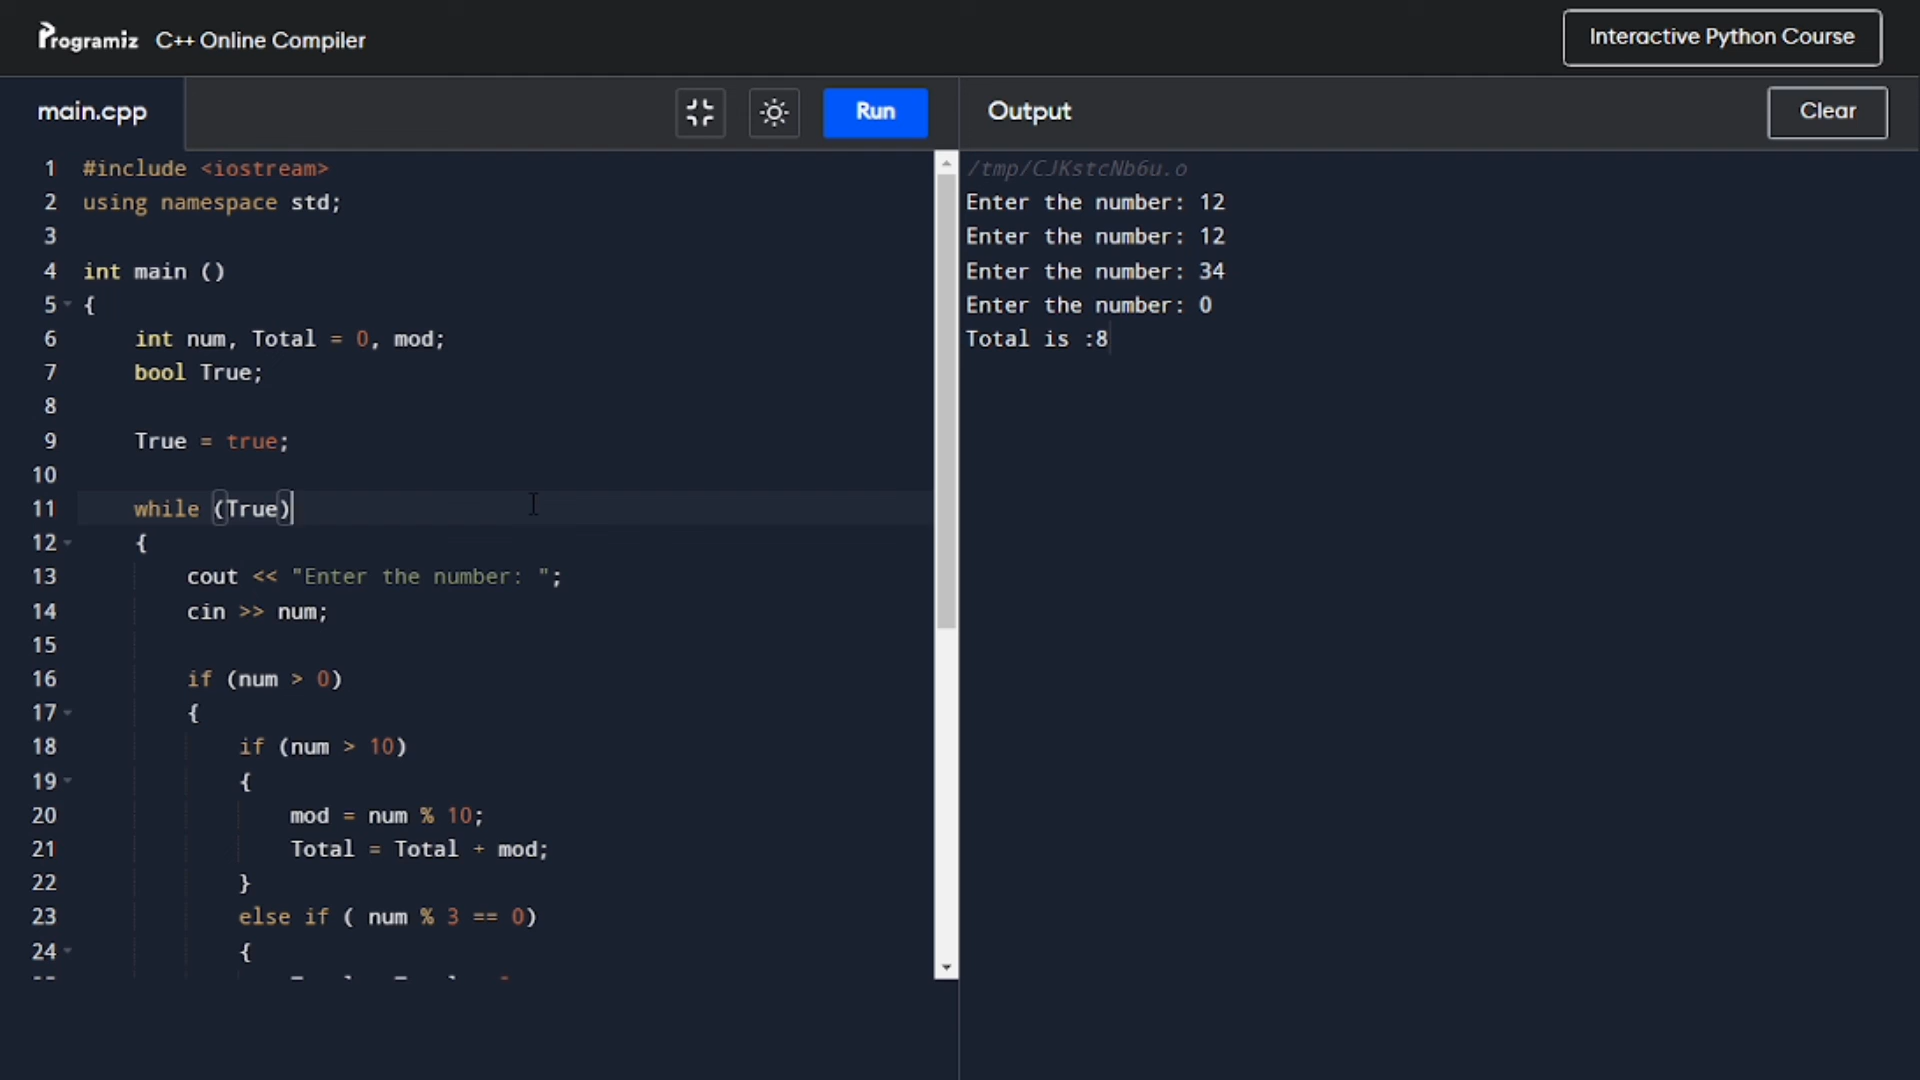 Programiz C++ Online Compiler
Interactive Python Course
main.cpp
Run
Output
Clear
1 #include <iostream>
2 using namespace std;
3
4 int main ()
5 {
6 int num, Total = 0, mod;
7 bool True;
8
9 True = true;
10
11 while (True)
12 {
13 cout << "Enter the number: ";
14 cin >> num;
15
16 if (num > 0)
17 {
18 if (num > 10)
19 {
20 mod = num % 10;
21 Total = Total + mod;
22 }
23 else if ( num % 3 == 0)
24 {
/tmp/CJKstcNb6u.o
Enter the number: 12
Enter the number: 12
Enter the number: 34
Enter the number: 0
Total is :8